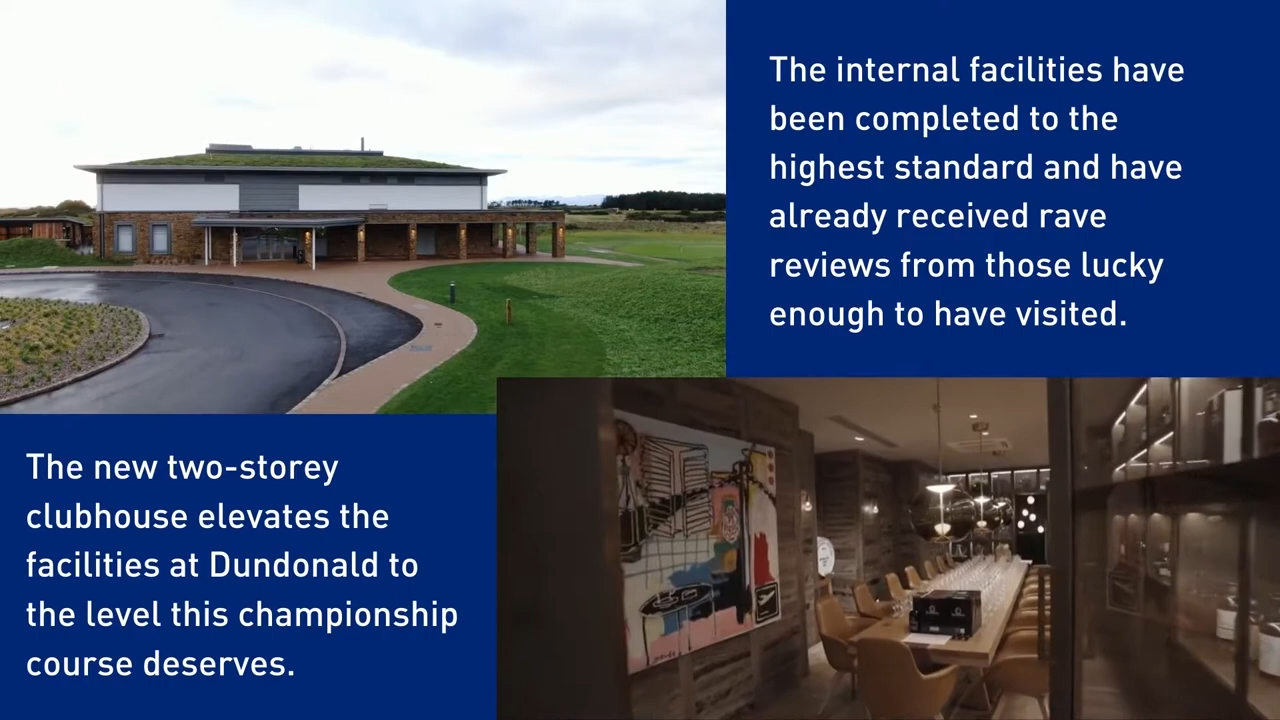 The internal facilities have
been completed to the
highest standard and have
already received rave
reviews from those lucky
enough to have visited.
The new two-storey
clubhouse elevates the
facilities at Dundonald to
the level this championship
course deserves.